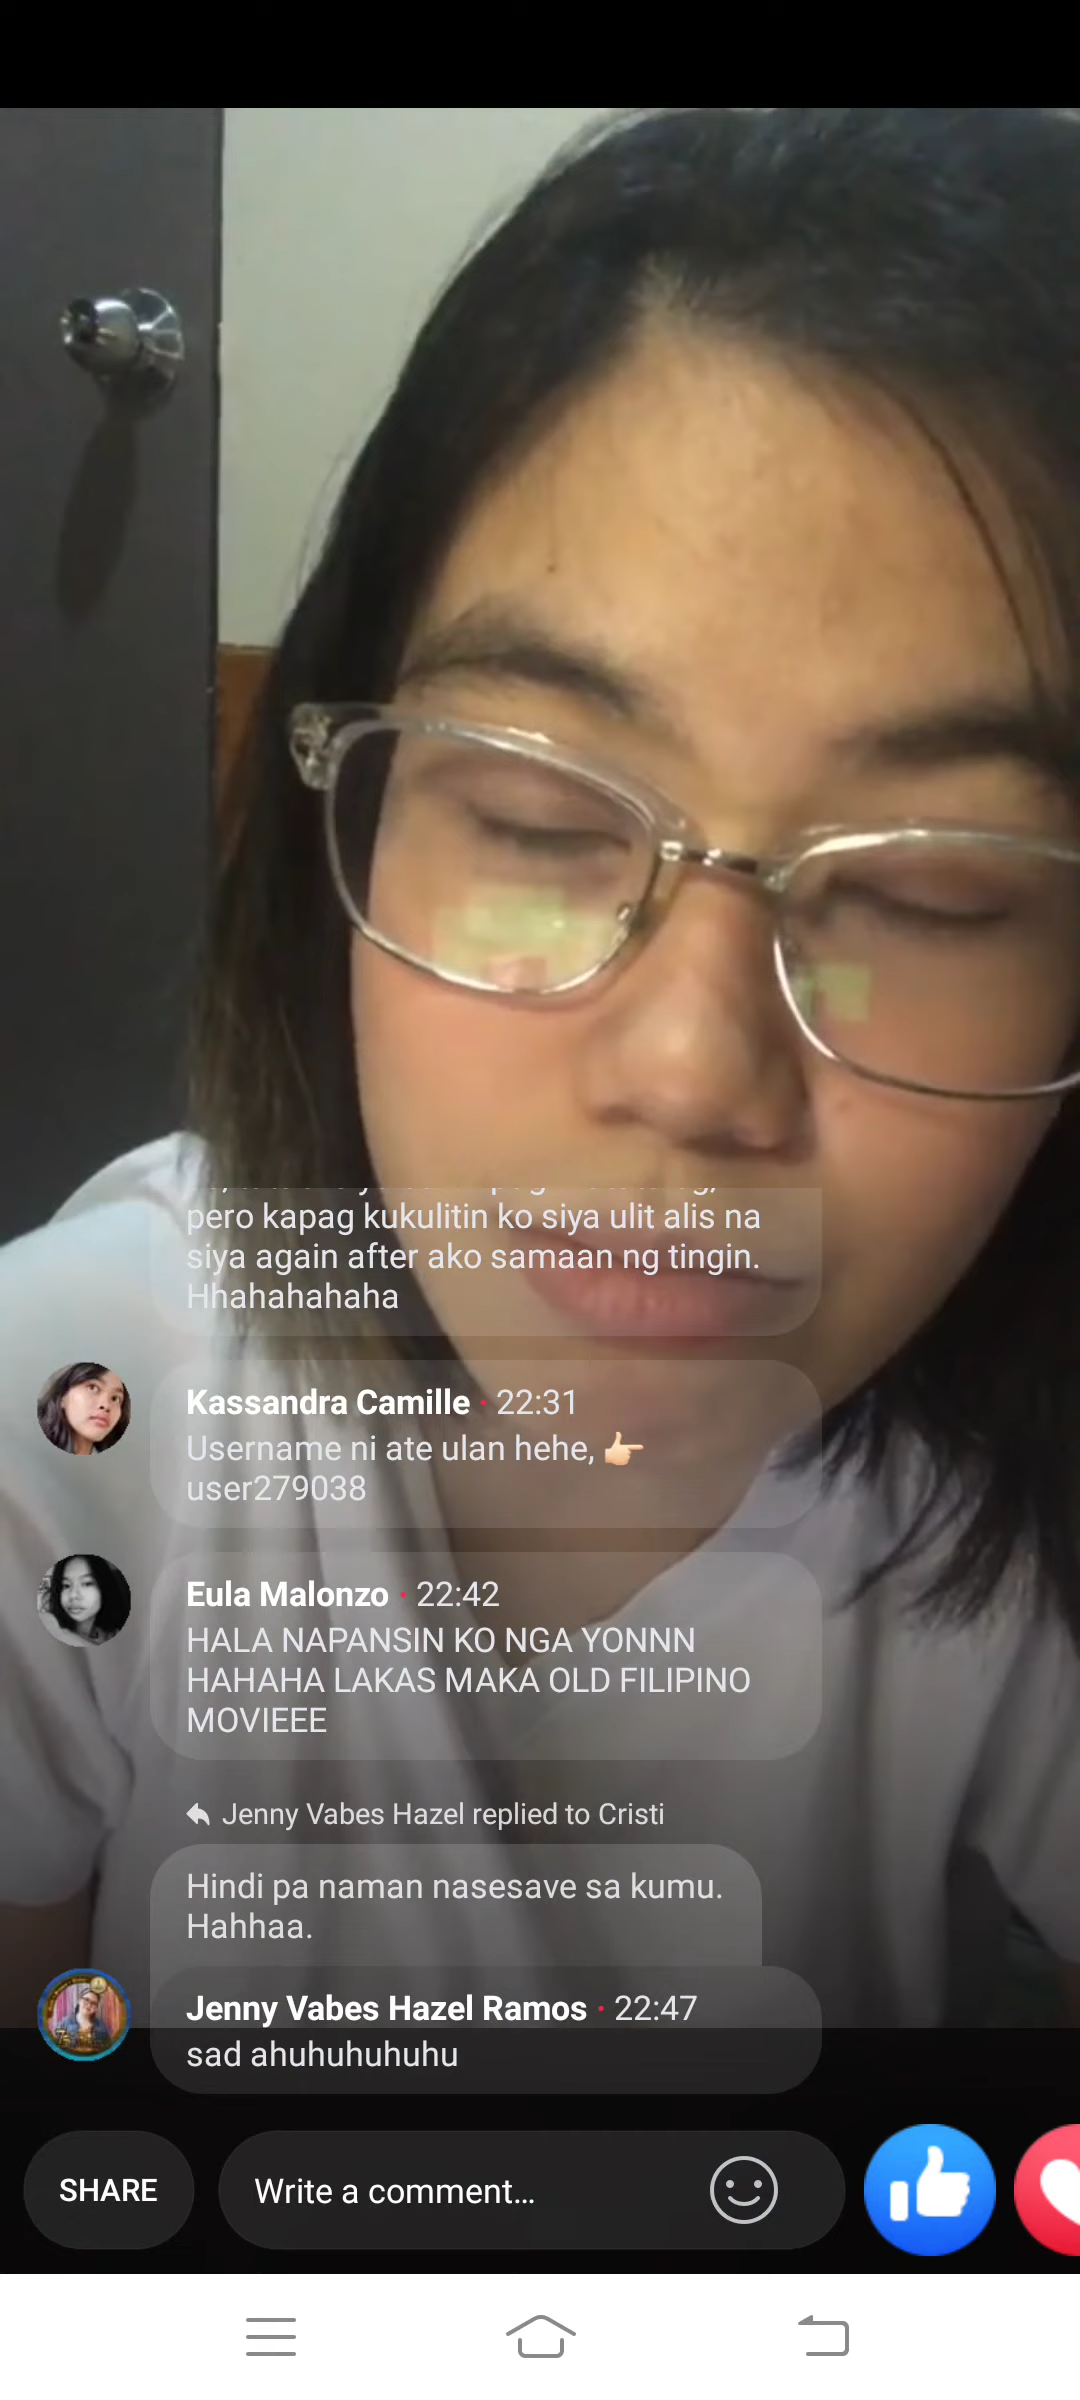 pero kapag kukulitin ko siya ulit alis na
siya again after ako samaan ng tingin.
Hhahahahaha
Kassandra Camille • 22:31
Username ni ate ulan hehe, 👉🏻
user279038
Eula Malonzo • 22:42
HALA NAPANSIN KO NGA YONNN
HAHAHA LAKAS MAKA OLD FILIPINO
MOVIEEE
Jenny Vabes Hazel replied to Cristi
Hindi pa naman nasesave sa kumu.
Hahhaa.
Jenny Vabes Hazel Ramos • 22:47
sad ahuhuhuhuhu
SHARE
Write a comment...